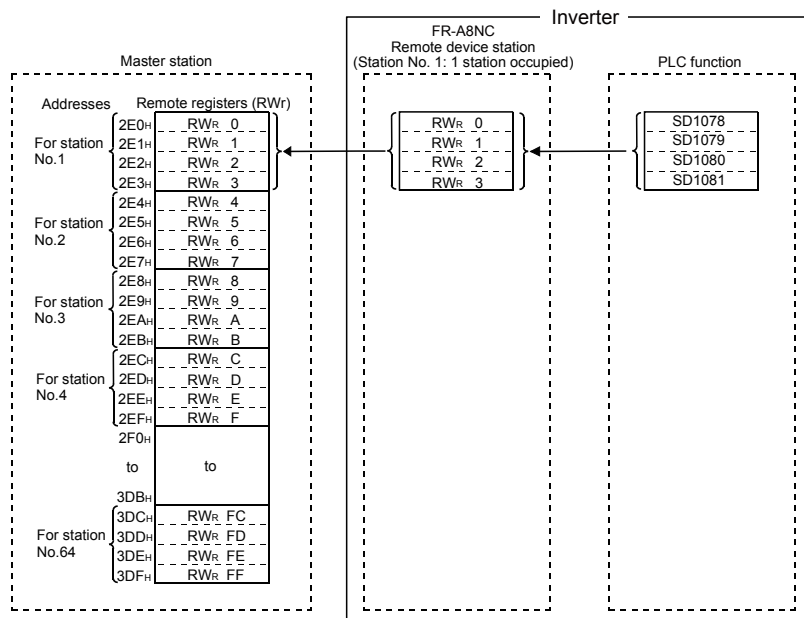 Inverter
FR-A8NC
Remote device station
(Station No. 1: 1 station occupied)
Master station
PLC function
Addresses
Remote registers (RWr)
For station
No.1
2E0H RWR 0
2E1H RWR 1
2E2H RWR 2
2E3H RWR 3
For station
No.2
2E4H RWR 4
2E5H RWR 5
2E6H RWR 6
2E7H RWR 7
For station
No.3
2E8H RWR 8
2E9H RWR 9
2EAH RWR A
2EBH RWR B
For station
No.4
2ECH RWR C
2EDH RWR D
2EEH RWR E
2EFH RWR F
2F0H
to
to
3DBH
For station
No.64
3DCH RWR FC
3DDH RWR FD
3DEH RWR FE
3DFH RWR FF
RWR 0
RWR 1
RWR 2
RWR 3
SD1078
SD1079
SD1080
SD1081